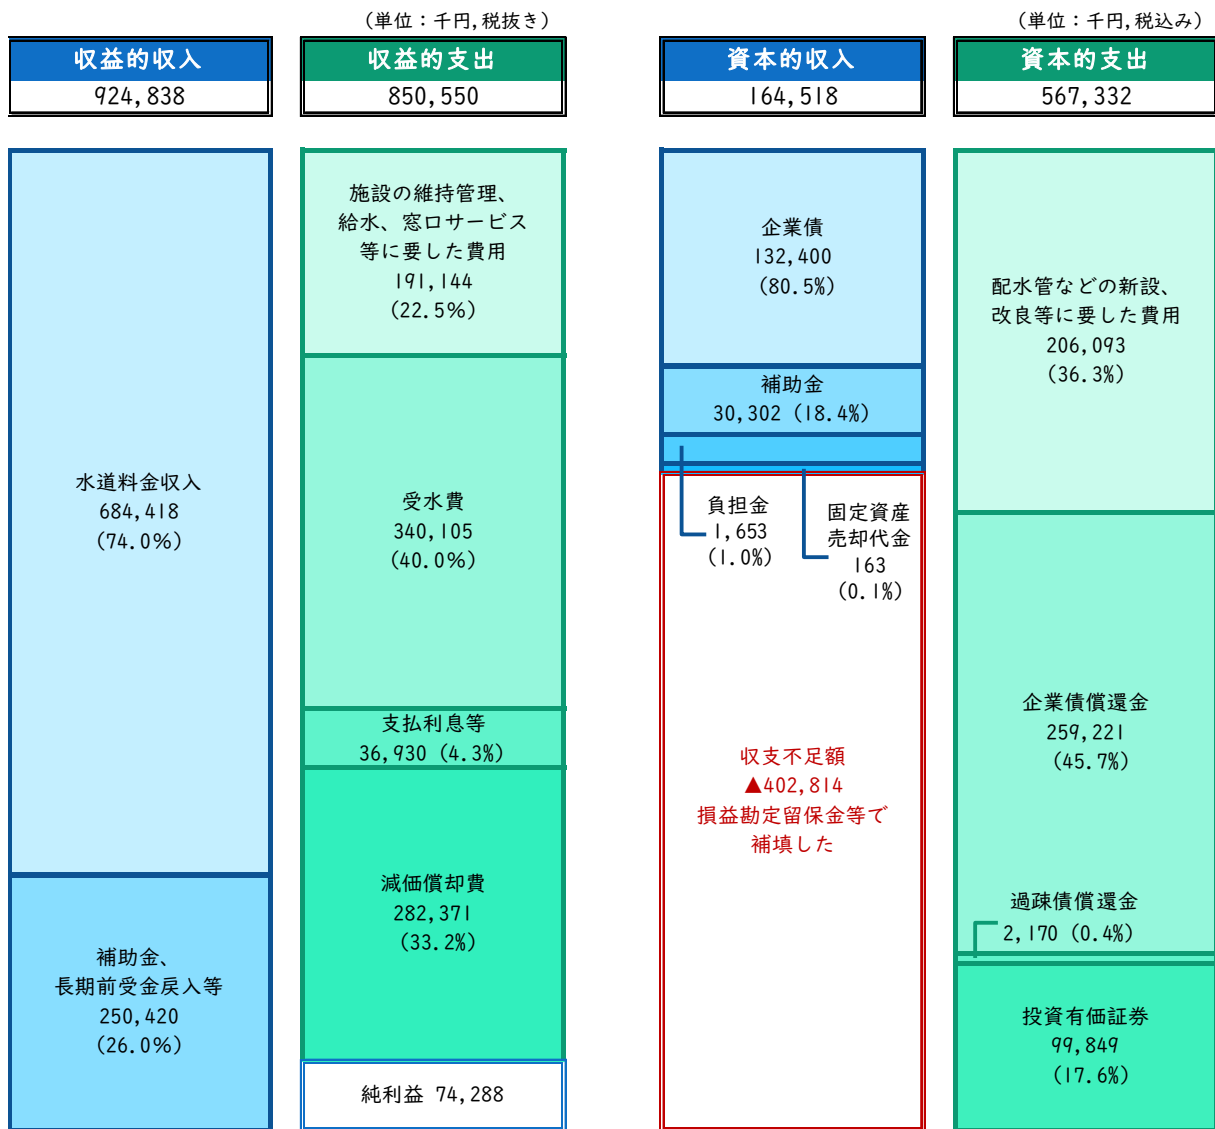 （単位：千円,税抜き）
収益的収入
924,838
収益的支出
850,550
水道料金収入
684,418
(74.0%)
補助金、
長期前受金戻入等
250,420
(26.0%)
施設の維持管理、
給水、窓口サービス
等に要した費用
191,144
(22.5%)
受水費
340,105
(40.0%)
支払利息等
36,930 (4.3%)
減価償却費
282,371
(33.2%)
純利益 74,288
（単位：千円,税込み）
資本的収入
164,518
資本的支出
567,332
企業債
132,400
(80.5%)
補助金
30,302 (18.4%)
負担金
1,653
(1.0%)
固定資産
売却代金
163
(0.1%)
収支不足額
▲402,814
損益勘定留保金等で
補填した
配水管などの新設、
改良等に要した費用
206,093
(36.3%)
企業債償還金
259,221
(45.7%)
過疎債償還金
2,170 (0.4%)
投資有価証券
99,849
(17.6%)